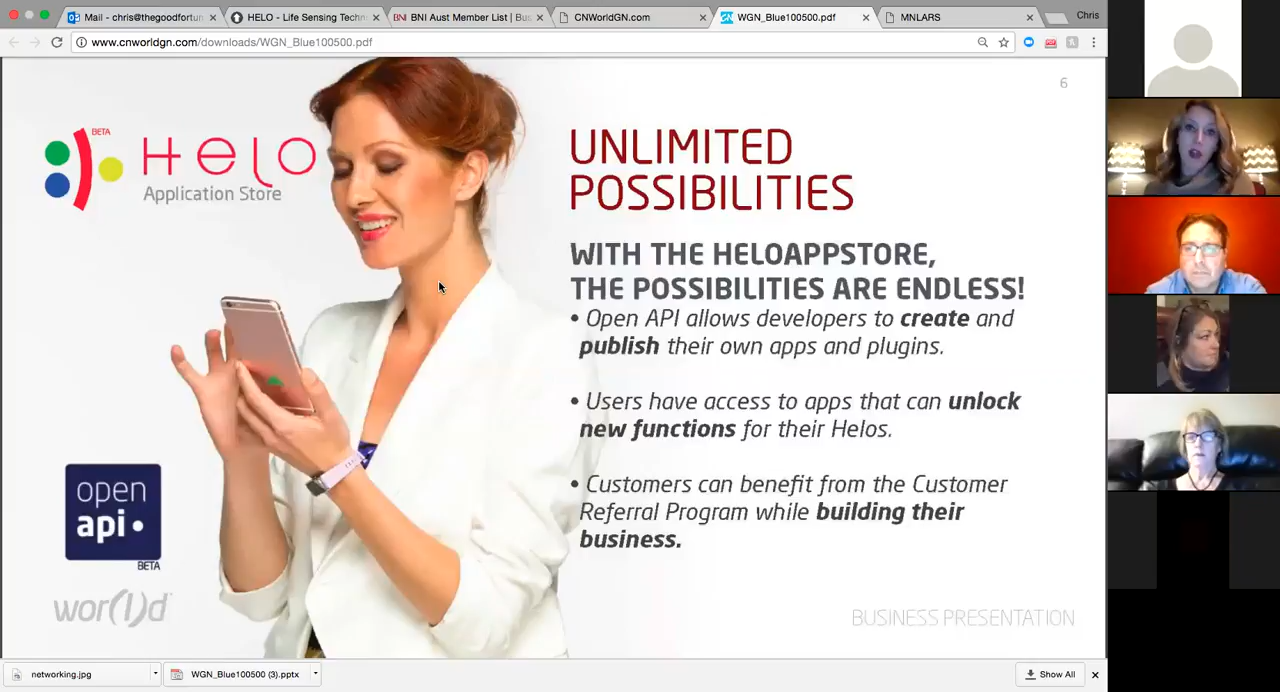 Mail - chris@thegoodfortun
HELO - Life Sensing Techn
BNI Aust Member List | Bus
CNWorldGN.com
WGN_Blue100500.pdf
MNLARS
Chris
www.cnworldgn.com/downloads/WGN_Blue100500.pdf
6
BETA
HELO
Application Store
UNLIMITED
POSSIBILITIES
WITH THE HELOAPPSTORE,
THE POSSIBILITIES ARE ENDLESS!
• Open API allows developers to create and
publish their own apps and plugins.
• Users have access to apps that can unlock
new functions for their Helos.
• Customers can benefit from the Customer
Referral Program while building their
business.
open
api •
BETA
wor(l)d
BUSINESS PRESENTATION
networking.jpg
WGN_Blue100500 (3).pptx
Show All